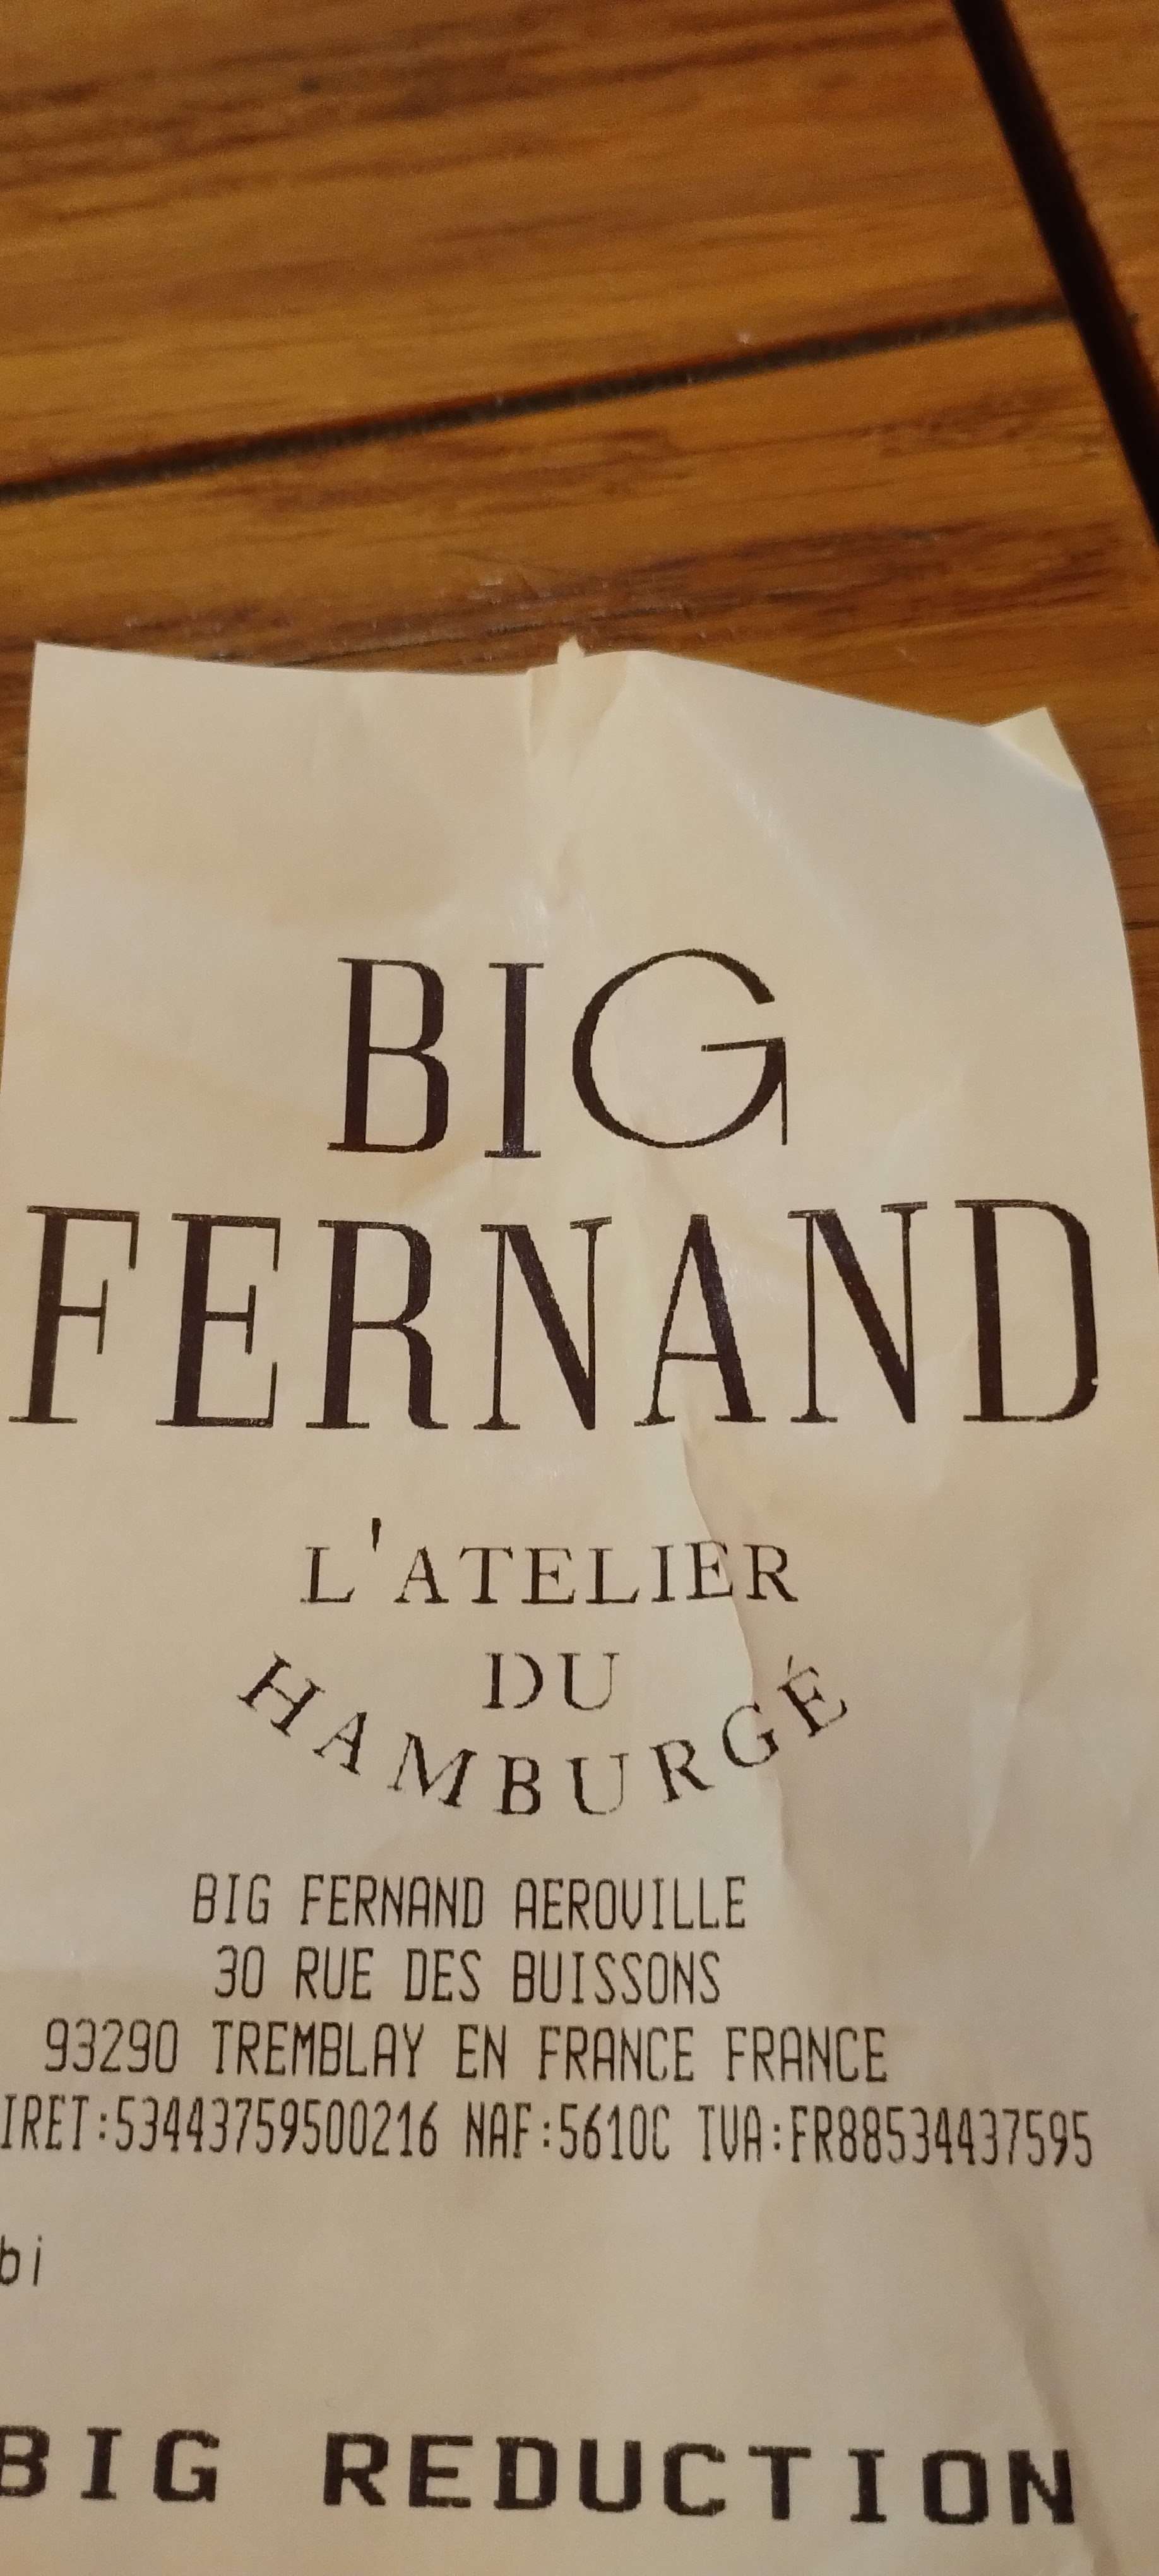 BIG
FERNAND
L'ATELIER
DU
HAMBURGÉ
BIG FERNAND AEROVILLE
30 RUE DES BUISSONS
93290 TREMBLAY EN FRANCE FRANCE
IRET:53443759500216 NAF:5610C TVA:FR88534437595
bi
BIG REDUCTION